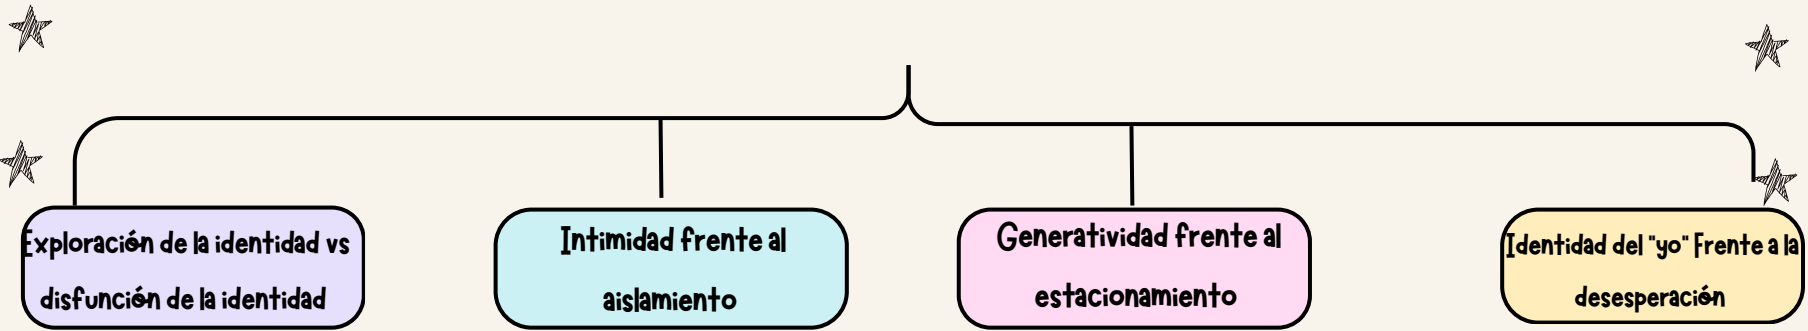 Exploración de la identidad vs
disfunción de la identidad
Intimidad frente al
aislamiento
Generatividad frente al
estacionamiento
Identidad del "yo" Frente a la
desesperación